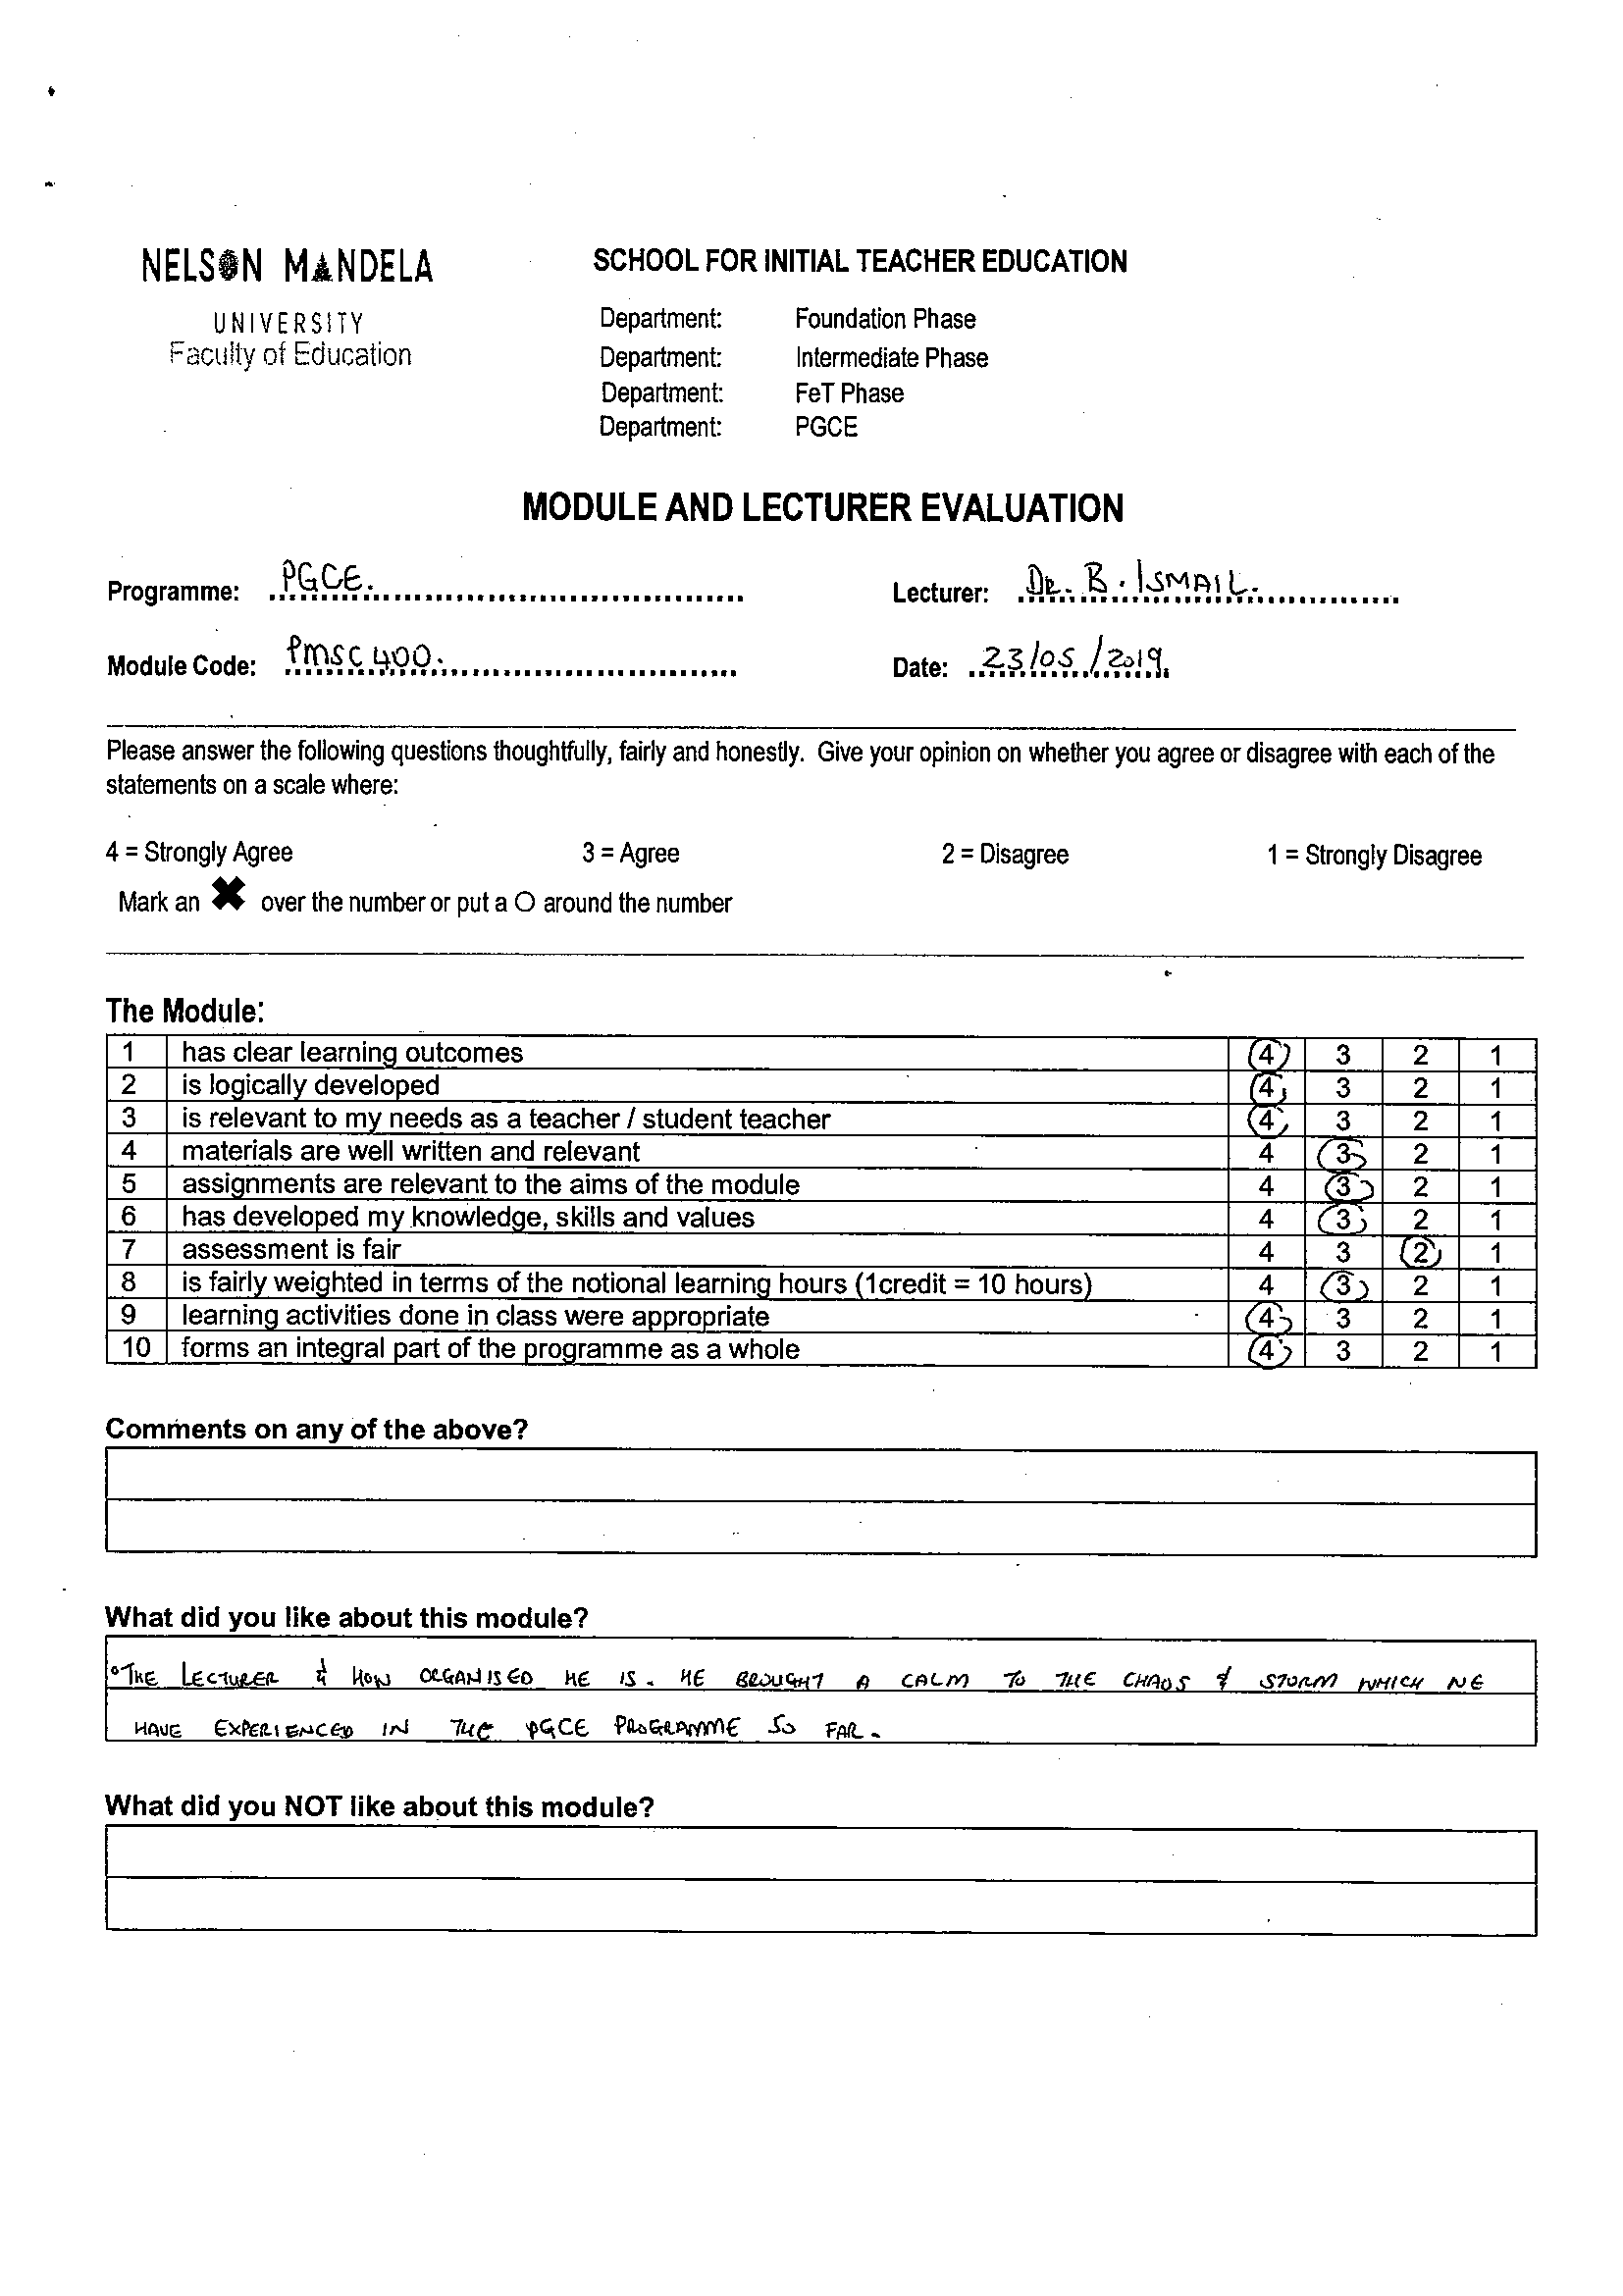 NELSON MANDELA
UNIVERSITY
Faculty of Education
SCHOOL FOR INITIAL TEACHER EDUCATION
Department: Foundation Phase
Department: Intermediate Phase
Department: FeT Phase
Department: PGCE
MODULE AND LECTURER EVALUATION
Programme: PGCE.
Lecturer: DR. B. ISMAIL.
Module Code: PMSC 400.
Date: 23/05/2019.
Please answer the following questions thoughtfully, fairly and honestly. Give your opinion on whether you agree or disagree with each of the
statements on a scale where:
4 = Strongly Agree 3 = Agree 2 = Disagree 1 = Strongly Disagree
Mark an ✖ over the number or put a O around the number
The Module:
1 has clear learning outcomes 4 3 2 1
2 is logically developed 4 3 2 1
3 is relevant to my needs as a teacher / student teacher 4 3 2 1
4 materials are well written and relevant 4 3 2 1
5 assignments are relevant to the aims of the module 4 3 2 1
6 has developed my knowledge, skills and values 4 3 2 1
7 assessment is fair 4 3 2 1
8 is fairly weighted in terms of the notional learning hours (1credit = 10 hours) 4 3 2 1
9 learning activities done in class were appropriate 4 3 2 1
10 forms an integral part of the programme as a whole 4 3 2 1
Comments on any of the above?
What did you like about this module?
THE LECTURER & HOW ORGANISED HE IS. HE BROUGHT A CALM TO THE CHAOS & STORM WHICH WE
HAVE EXPERIENCED IN THE PGCE PROGRAMME SO FAR.
What did you NOT like about this module?